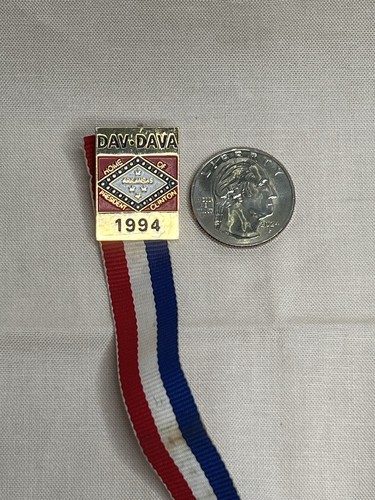 DAV·DAVA
HOME OF
ARKANSAS
PRESIDENT CLINTON
1994
LIBERTY